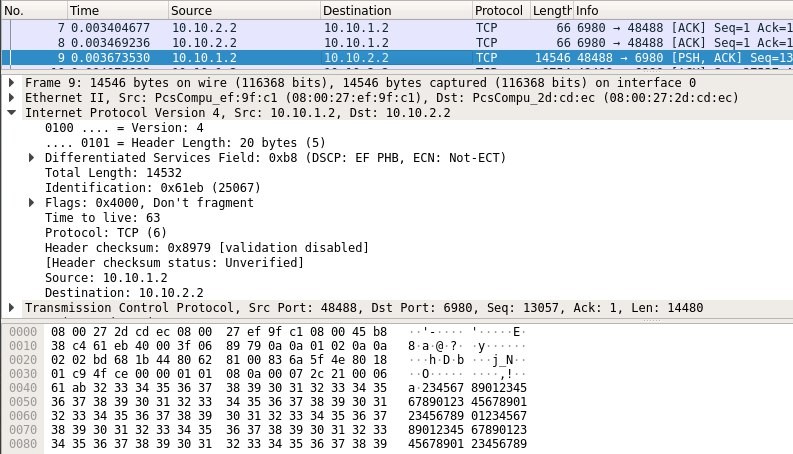 No. Time Source Destination Protocol Length Info
7 0.003404677 10.10.2.2 10.10.1.2 TCP 66 6980 → 48488 [ACK] Seq=1 Ack=1
8 0.003469236 10.10.2.2 10.10.1.2 TCP 66 6980 → 48488 [ACK] Seq=1 Ack=1
9 0.003673530 10.10.1.2 10.10.2.2 TCP 14546 48488 → 6980 [PSH, ACK] Seq=13
Frame 9: 14546 bytes on wire (116368 bits), 14546 bytes captured (116368 bits) on interface 0
Ethernet II, Src: PcsCompu_ef:9f:c1 (08:00:27:ef:9f:c1), Dst: PcsCompu_2d:cd:ec (08:00:27:2d:cd:ec)
Internet Protocol Version 4, Src: 10.10.1.2, Dst: 10.10.2.2
0100 .... = Version: 4
.... 0101 = Header Length: 20 bytes (5)
Differentiated Services Field: 0xb8 (DSCP: EF PHB, ECN: Not-ECT)
Total Length: 14532
Identification: 0x61eb (25067)
Flags: 0x4000, Don't fragment
Time to live: 63
Protocol: TCP (6)
Header checksum: 0x8979 [validation disabled]
[Header checksum status: Unverified]
Source: 10.10.1.2
Destination: 10.10.2.2
Transmission Control Protocol, Src Port: 48488, Dst Port: 6980, Seq: 13057, Ack: 1, Len: 14480
0000 08 00 27 2d cd ec 08 00 27 ef 9f c1 08 00 45 b8 ··'-···· '·····E·
0010 38 c4 61 eb 40 00 3f 06 89 79 0a 0a 01 02 0a 0a 8·a·@·?· ·y······
0020 02 02 bd 68 1b 44 80 62 81 00 83 6a 5f 4e 80 18 ···h·D·b ···j_N··
0030 01 c9 4f ce 00 00 01 01 08 0a 00 07 2c 21 00 06 ··O····· ····,!··
0040 61 ab 32 33 34 35 36 37 38 39 30 31 32 33 34 35 a·234567 89012345
0050 36 37 38 39 30 31 32 33 34 35 36 37 38 39 30 31 67890123 45678901
0060 32 33 34 35 36 37 38 39 30 31 32 33 34 35 36 37 23456789 01234567
0070 38 39 30 31 32 33 34 35 36 37 38 39 30 31 32 33 89012345 67890123
0080 34 35 36 37 38 39 30 31 32 33 34 35 36 37 38 39 45678901 23456789